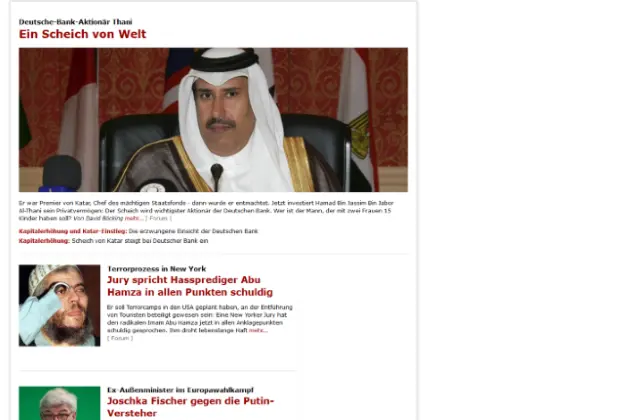 Deutsche-Bank-Aktionär Thani
Ein Scheich von Welt
Er war Premier von Katar, Chef des mächtigen Staatsfonds - dann wurde er entmachtet. Jetzt investiert Hamad Bin Jassim Bin Jabor
Al-Thani sein Privatvermögen: Der Scheich wird wichtigster Aktionär der Deutschen Bank. Wer ist der Mann, der mit zwei Frauen 15
Kinder haben soll? Von David Böcking mehr... [ Forum ]
Kapitalerhöhung und Katar-Einstieg: Die erzwungene Einsicht der Deutschen Bank
Kapitalerhöhung: Scheich von Katar steigt bei Deutscher Bank ein
Terrorprozess in New York
Jury spricht Hassprediger Abu
Hamza in allen Punkten schuldig
Er soll Terrorcamps in den USA geplant haben, an der Entführung
von Touristen beteiligt gewesen sein: Eine New Yorker Jury hat
den radikalen Imam Abu Hamza jetzt in allen Anklagepunkten
schuldig gesprochen. Ihm droht lebenslange Haft mehr...
[ Forum ]
Ex-Außenminister im Europawahlkampf
Joschka Fischer gegen die Putin-
Versteher